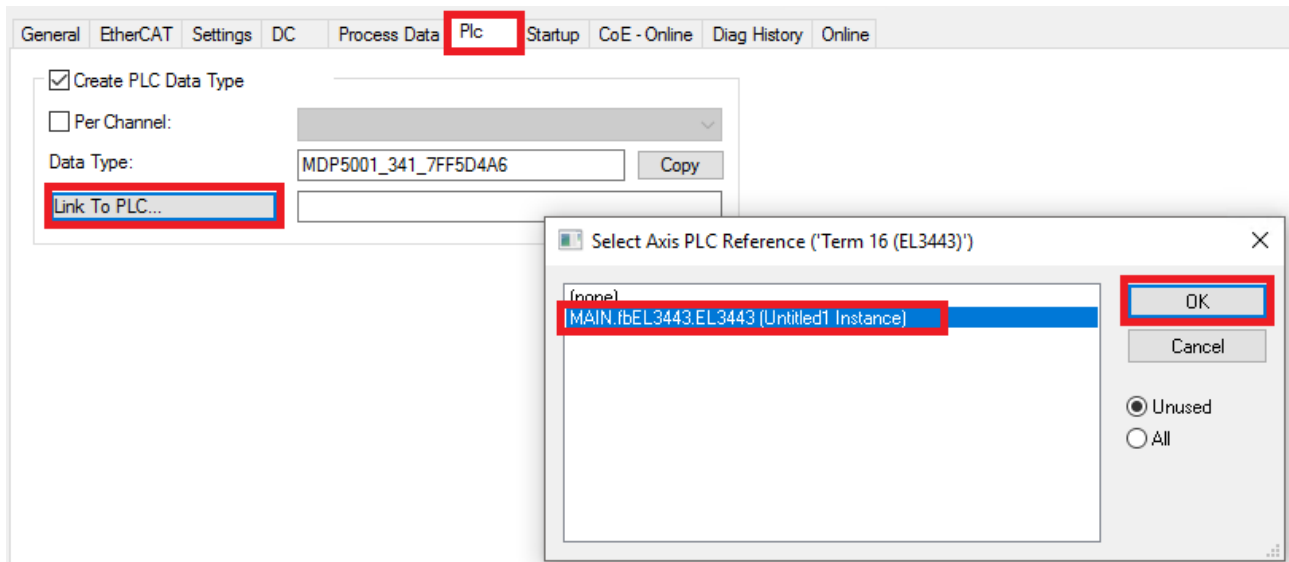 General EtherCAT Settings DC Process Data Plc Startup CoE - Online Diag History Online
Create PLC Data Type
Per Channel:
Data Type: MDP5001_341_7FF5D4A6 Copy
Link To PLC...
Select Axis PLC Reference ('Term 16 (EL3443)')
(none)
MAIN.fbEL3443.EL3443 (Untitled1 Instance)
OK
Cancel
Unused
All